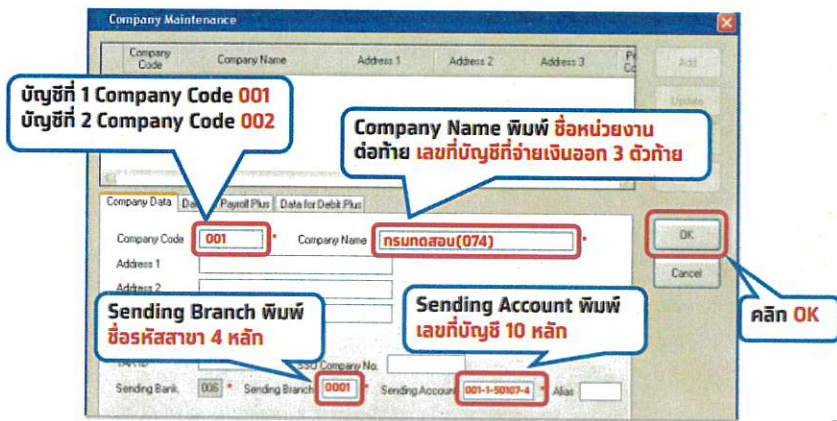 Company Maintenance
Company Code
Company Name
Address 1
Address 2
Address 3
Add
Update
บัญชีที่ 1 Company Code 001
บัญชีที่ 2 Company Code 002
Company Name พิมพ์ ชื่อหน่วยงาน
ต่อท้าย เลขที่บัญชีที่จ่ายเงินออก 3 ตัวท้าย
Company Data
Payroll Plus
Data for Debit Plus
Company Code 001 * Company Name กรมทดสอบ(074) *
OK
Address 1
Cancel
Address 2
Sending Branch พิมพ์
ชื่อรหัสสาขา 4 หลัก
Sending Account พิมพ์
เลขที่บัญชี 10 หลัก
คลิก OK
SSO Company No.
Sending Bank 006 * Sending Branch 0001 * Sending Account 001-1-50107-4 * Alias